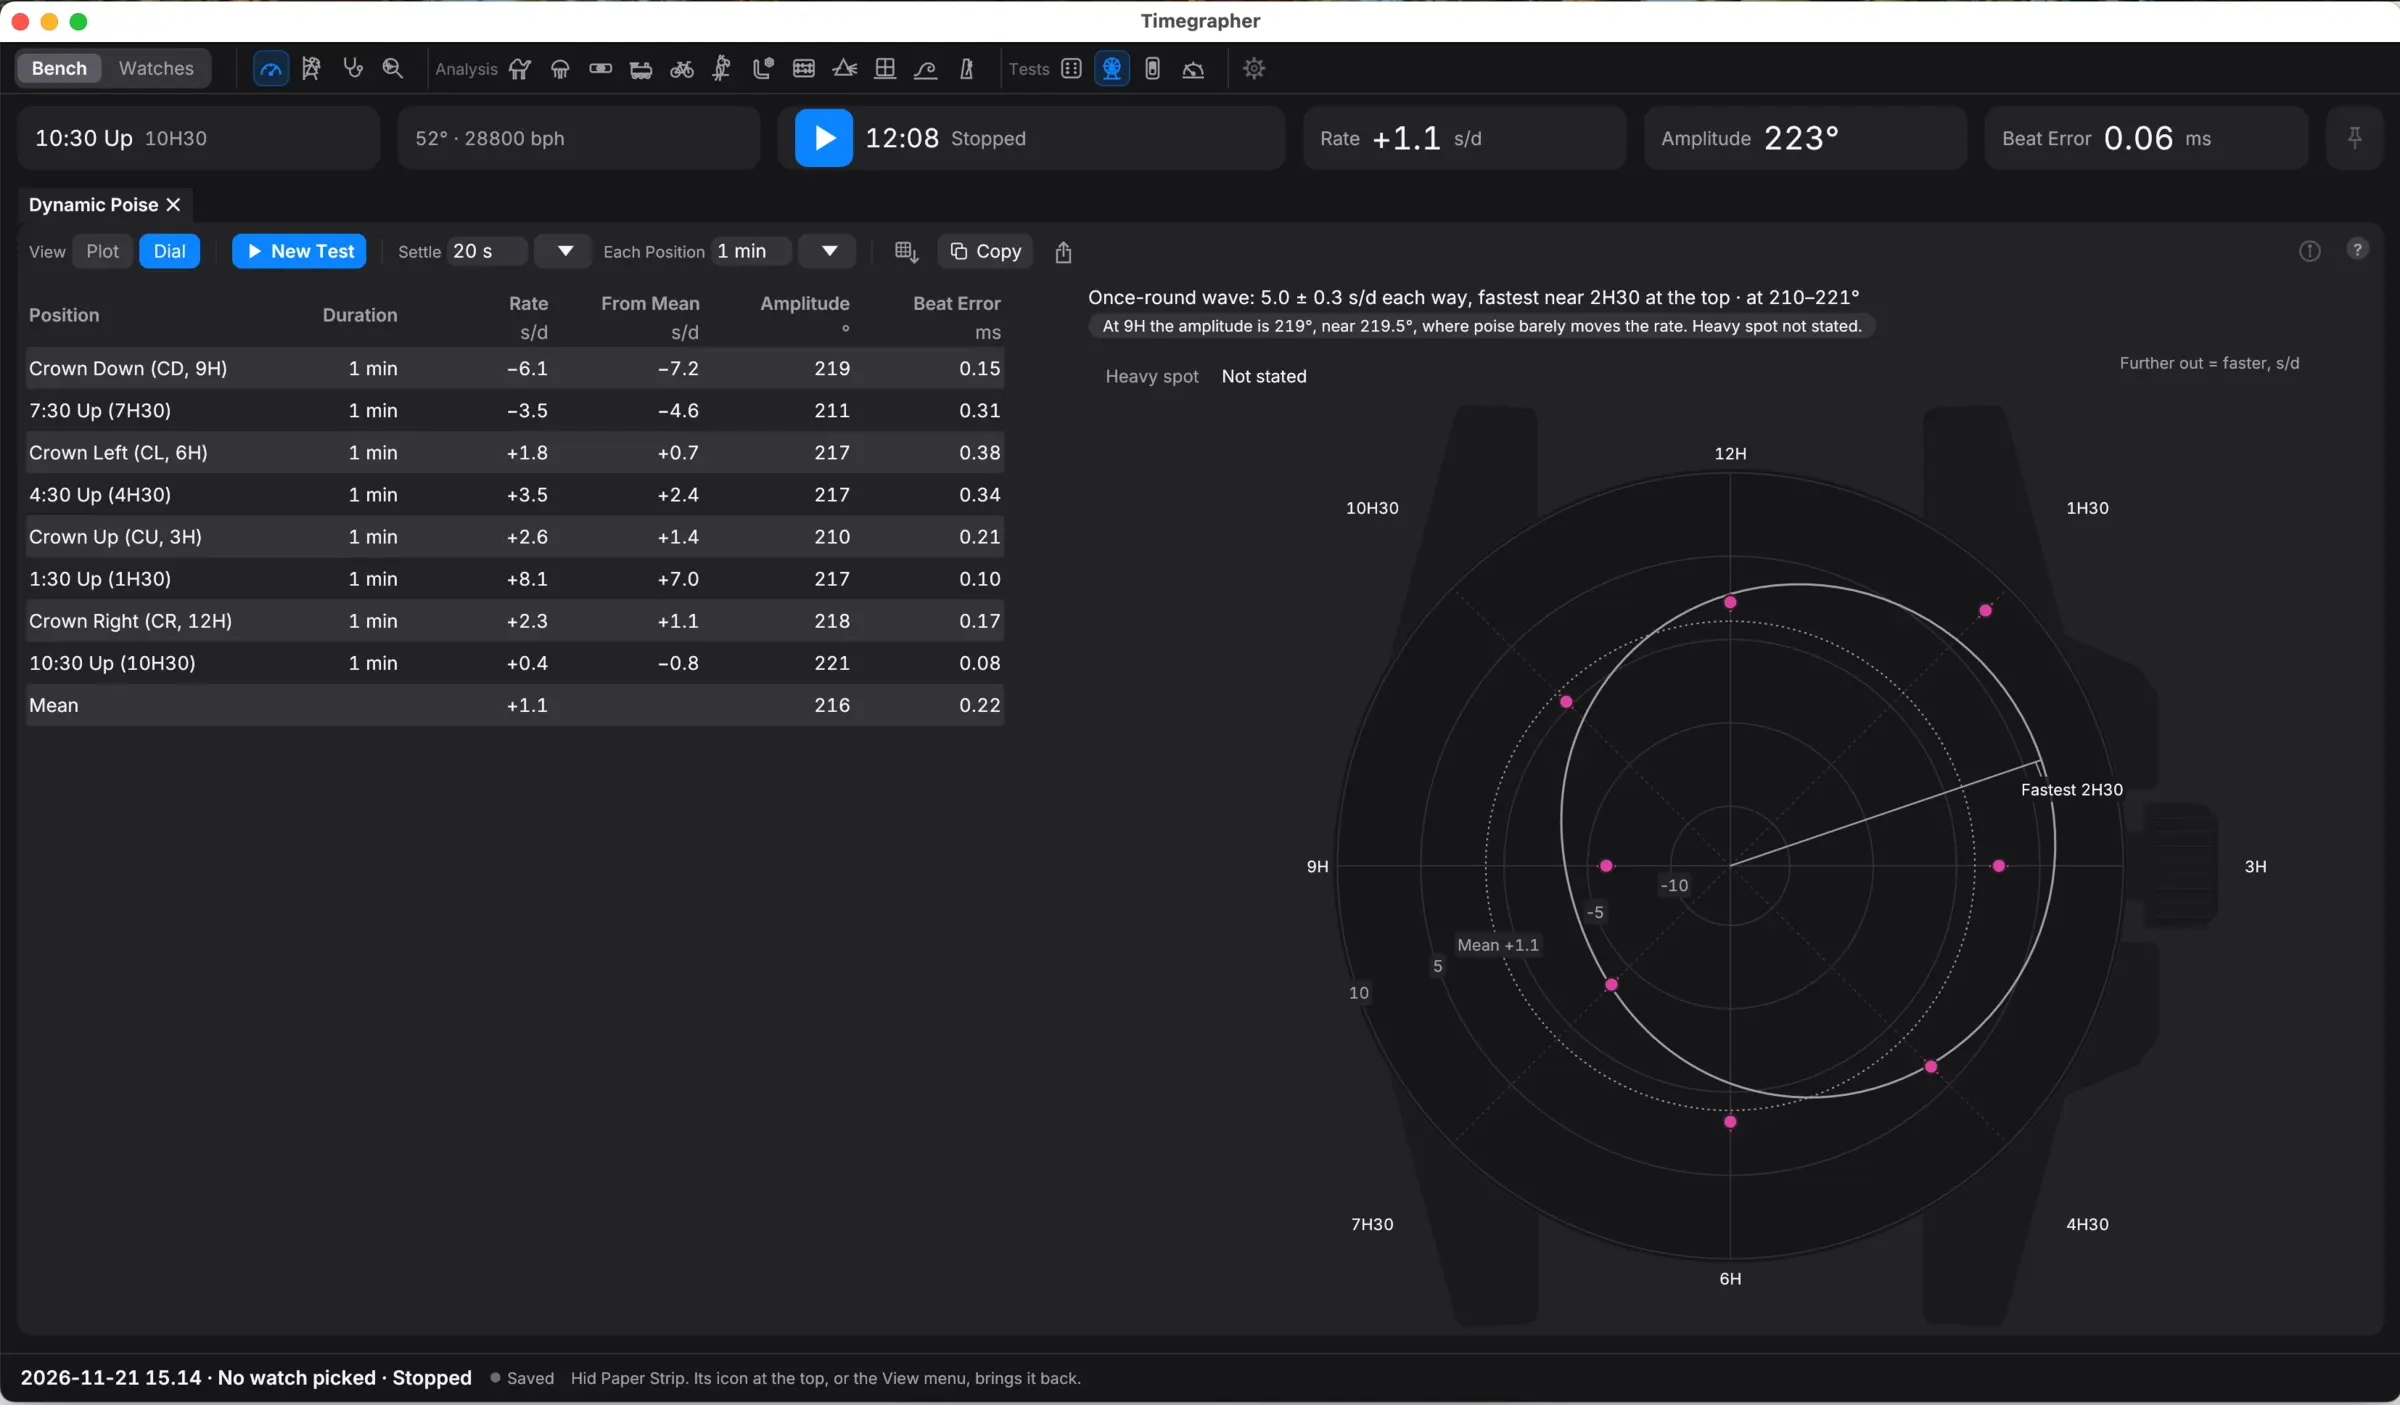 Timegrapher
Bench Watches Analysis Tests
10:30 Up 10H30
52° · 28800 bph
12:08 Stopped
Rate +1.1 s/d
Amplitude 223°
Beat Error 0.06 ms
Dynamic Poise
View Plot Dial New Test Settle 20 s Each Position 1 min Copy
Position Duration Rate s/d From Mean s/d Amplitude ° Beat Error ms
Crown Down (CD, 9H) 1 min −6.1 −7.2 219 0.15
7:30 Up (7H30) 1 min −3.5 −4.6 211 0.31
Crown Left (CL, 6H) 1 min +1.8 +0.7 217 0.38
4:30 Up (4H30) 1 min +3.5 +2.4 217 0.34
Crown Up (CU, 3H) 1 min +2.6 +1.4 210 0.21
1:30 Up (1H30) 1 min +8.1 +7.0 217 0.10
Crown Right (CR, 12H) 1 min +2.3 +1.1 218 0.17
10:30 Up (10H30) 1 min +0.4 −0.8 221 0.08
Mean +1.1 216 0.22
Once-round wave: 5.0 ± 0.3 s/d each way, fastest near 2H30 at the top · at 210–221°
At 9H the amplitude is 219°, near 219.5°, where poise barely moves the rate. Heavy spot not stated.
Further out = faster, s/d
Heavy spot Not stated
12H
10H30
1H30
Fastest 2H30
9H
3H
-10
-5
Mean +1.1
5
10
7H30
4H30
6H
2026-11-21 15.14 · No watch picked · Stopped Saved Hid Paper Strip. Its icon at the top, or the View menu, brings it back.